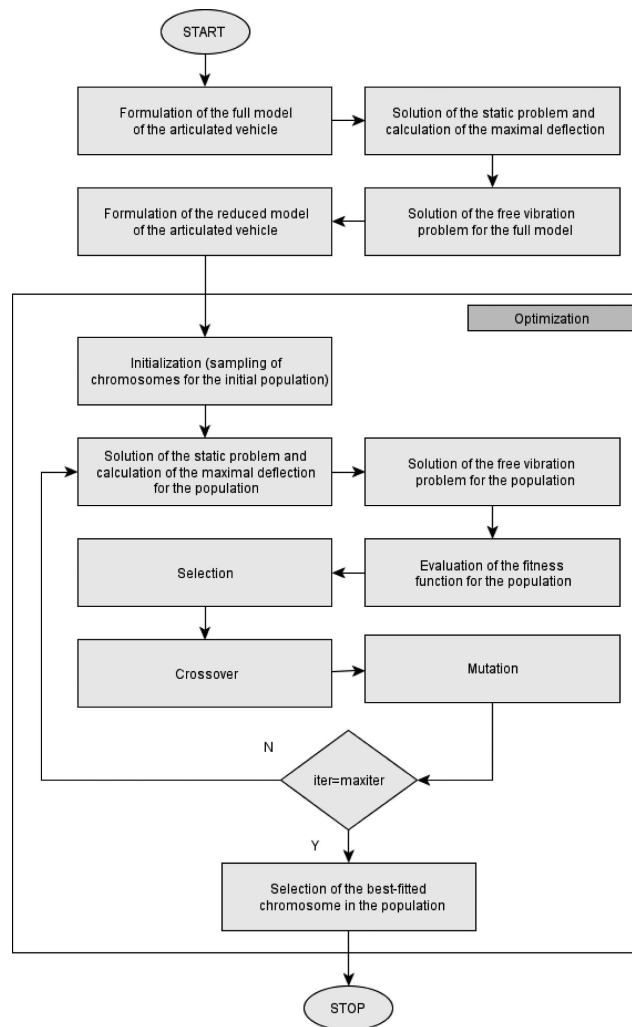 START
Formulation of the full model
of the articulated vehicle
Solution of the static problem and
calculation of the maximal deflection
Formulation of the reduced model
of the articulated vehicle
Solution of the free vibration
problem for the full model
Optimization
Initialization (sampling of
chromosomes for the initial population)
Solution of the static problem and
calculation of the maximal deflection
for the population
Solution of the free vibration
problem for the population
Selection
Evaluation of the fitness
function for the population
Crossover
Mutation
N
iter=maxiter
Y
Selection of the best-fitted
chromosome in the population
STOP